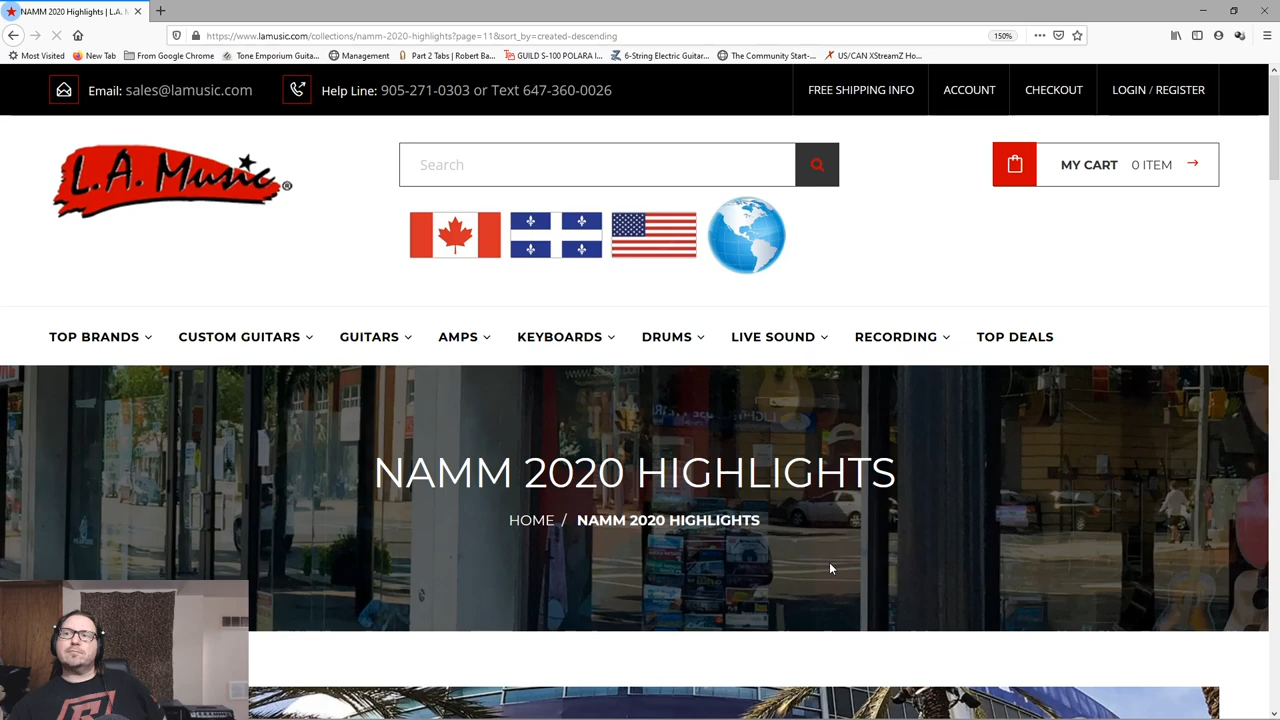 NAMM 2020 Highlights | L.A. M
https://www.lamusic.com/collections/namm-2020-highlights?page=11&sort_by=created-descending
150%
Most Visited New Tab From Google Chrome Tone Emporium Guita... Management Part 2 Tabs | Robert Ba... GUILD S-100 POLARA I... 6-String Electric Guitar... The Community Start-... US/CAN XStreamZ Ho...
Email: sales@lamusic.com Help Line: 905-271-0303 or Text 647-360-0026 FREE SHIPPING INFO ACCOUNT CHECKOUT LOGIN / REGISTER
L.A. Music ®
Search
MY CART 0 ITEM
TOP BRANDS CUSTOM GUITARS GUITARS AMPS KEYBOARDS DRUMS LIVE SOUND RECORDING TOP DEALS
NAMM 2020 HIGHLIGHTS
HOME / NAMM 2020 HIGHLIGHTS